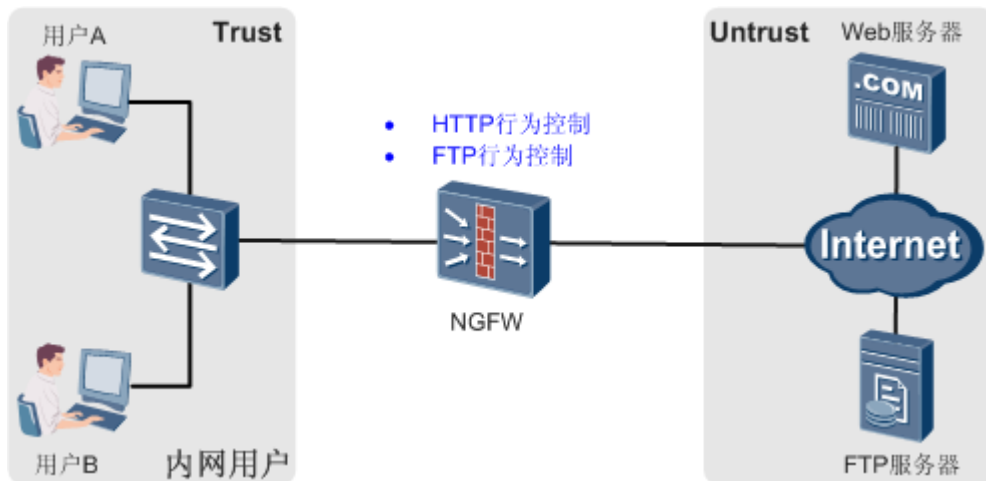 用户A
Trust
Untrust
Web服务器
.COM
• HTTP行为控制
• FTP行为控制
Internet
NGFW
用户B
内网用户
FTP服务器